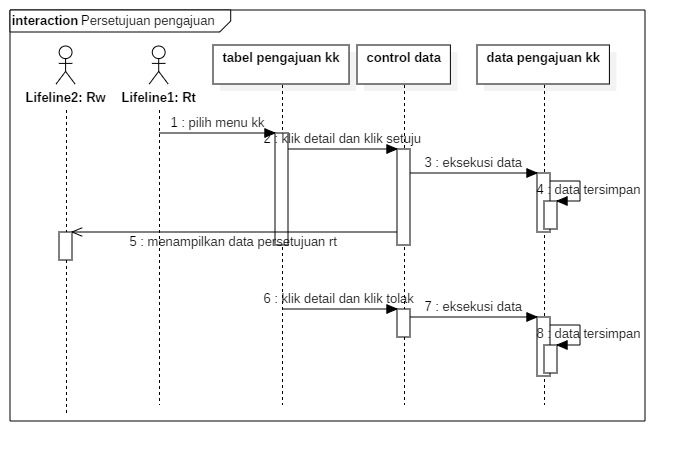 interaction Persetujuan pengajuan
tabel pengajuan kk
control data
data pengajuan kk
Lifeline2: Rw
Lifeline1: Rt
1 : pilih menu kk
2 : klik detail dan klik setuju
3 : eksekusi data
4 : data tersimpan
5 : menampilkan data persetujuan rt
6 : klik detail dan klik tolak
7 : eksekusi data
8 : data tersimpan